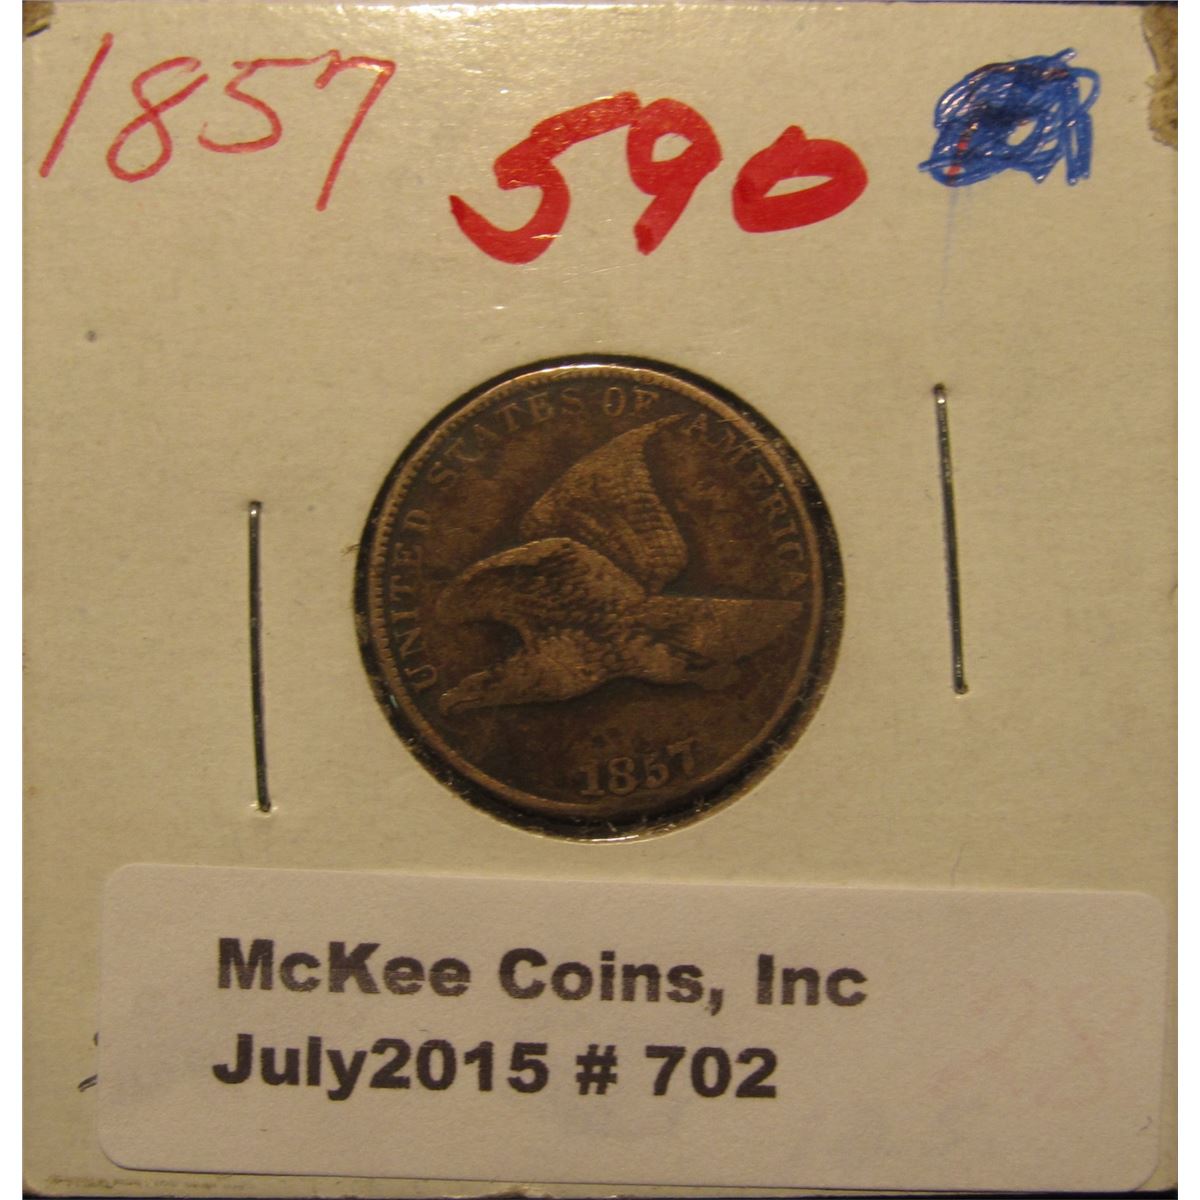 1857
590
UNITED STATES OF AMERICA
1857
McKee Coins, Inc
July2015 # 702